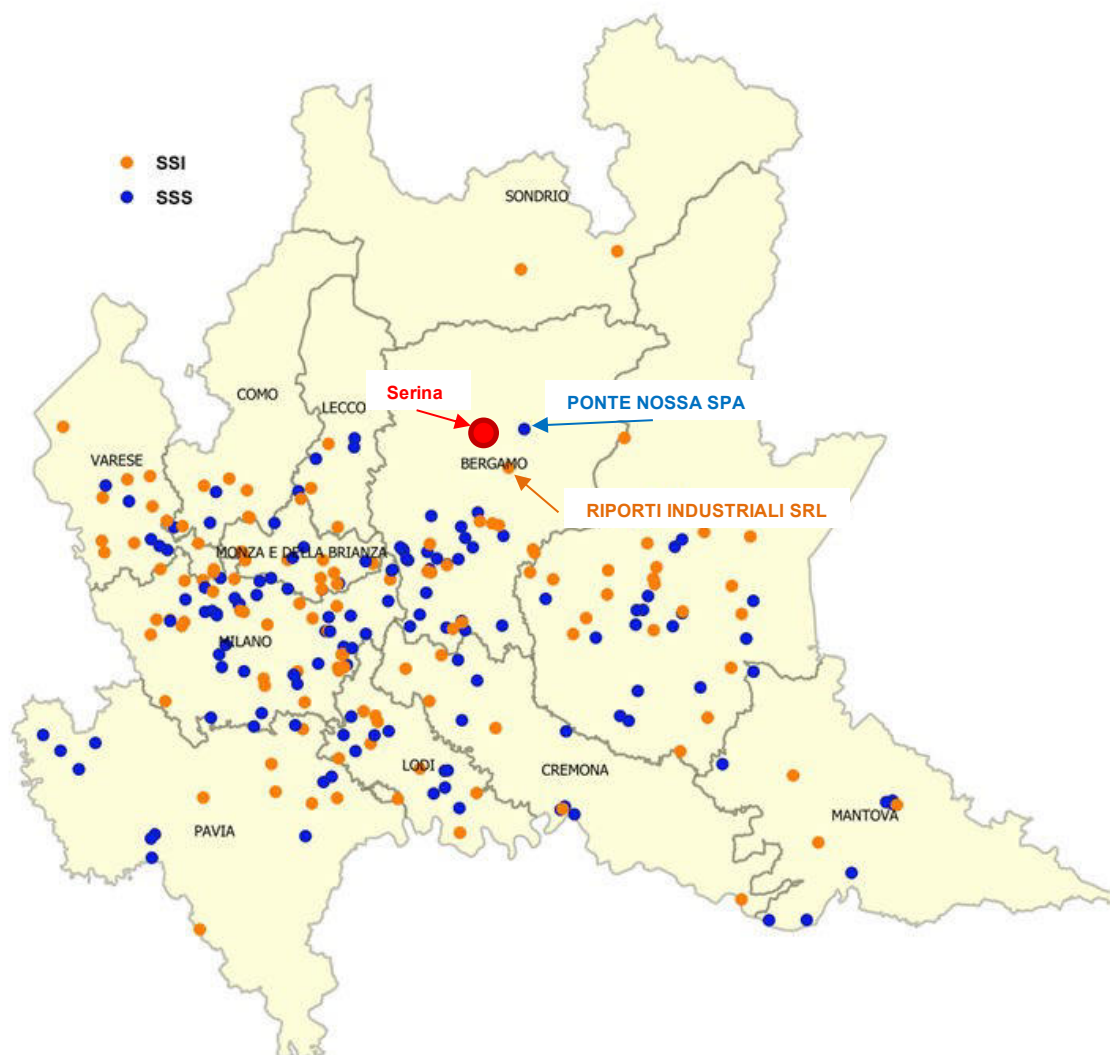 SSI
SSS
SONDRIO
COMO
LECCO
Serina
PONTE NOSSA SPA
VARESE
BERGAMO
RIPORTI INDUSTRIALI SRL
MONZA E DELLA BRIANZA
MILANO
LODI
CREMONA
PAVIA
MANTOVA